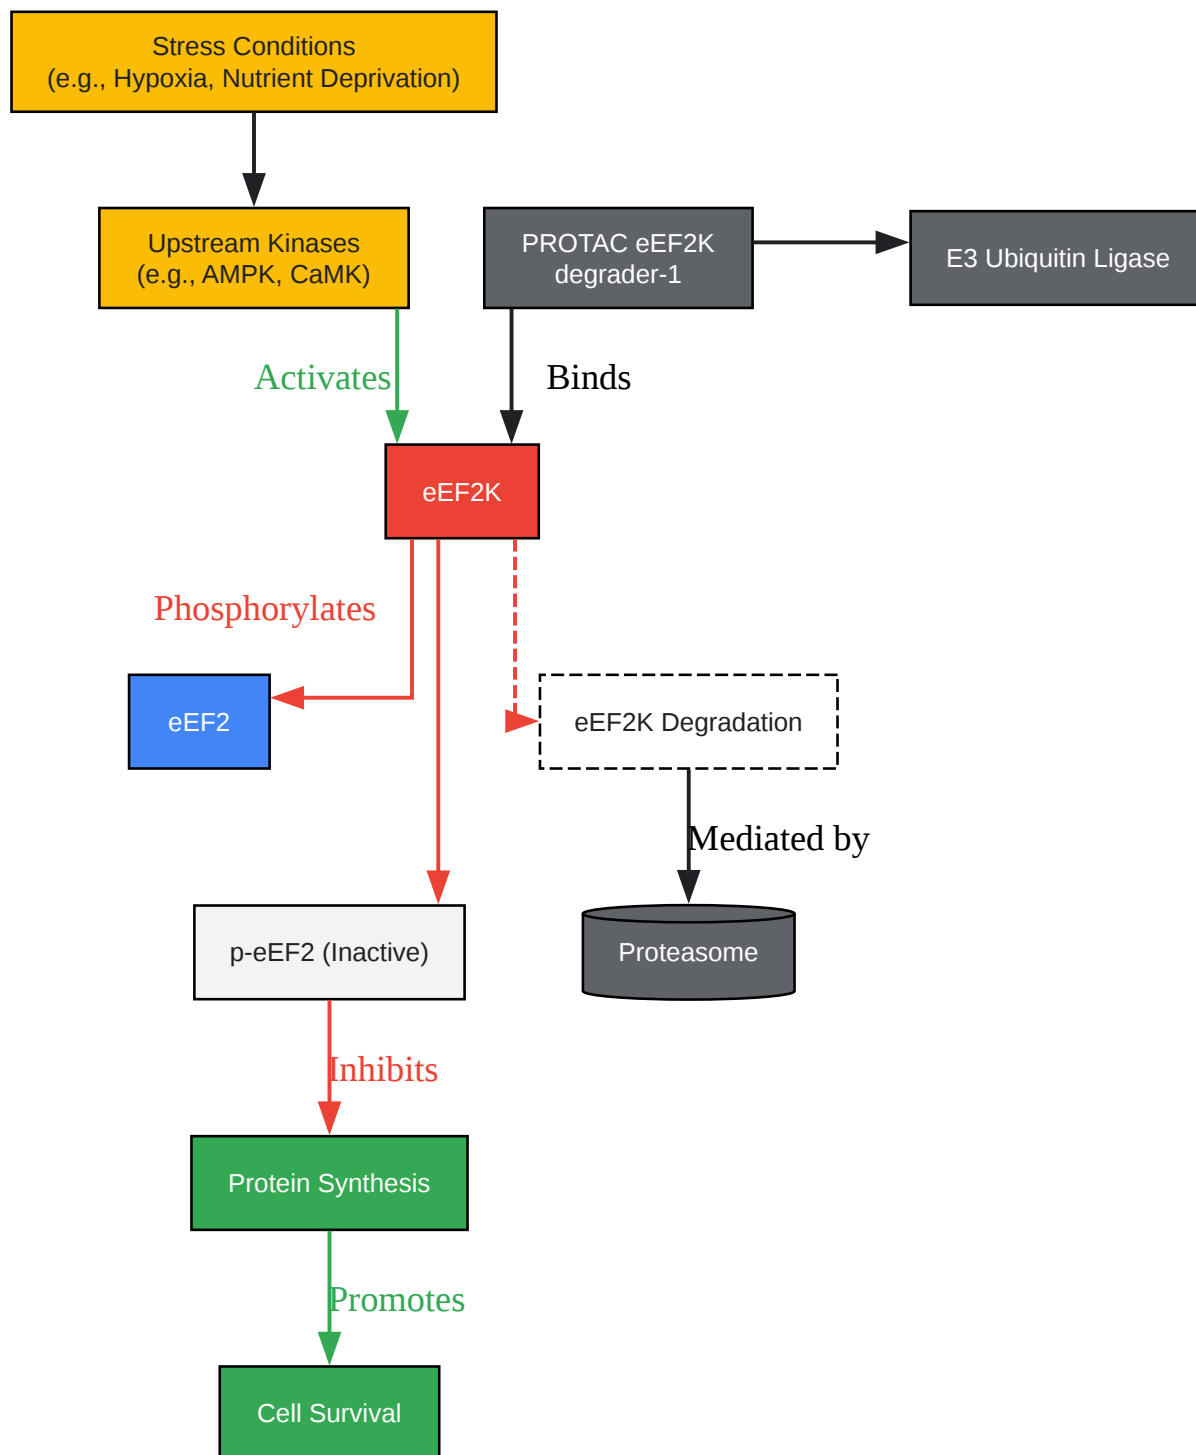 Stress Conditions
(e.g., Hypoxia, Nutrient Deprivation)
Upstream Kinases
(e.g., AMPK, CaMK)
PROTAC eEF2K
degrader-1
E3 Ubiquitin Ligase
Activates
Binds
eEF2K
Phosphorylates
eEF2
eEF2K Degradation
Mediated by
p-eEF2 (Inactive)
Proteasome
Inhibits
Protein Synthesis
Promotes
Cell Survival